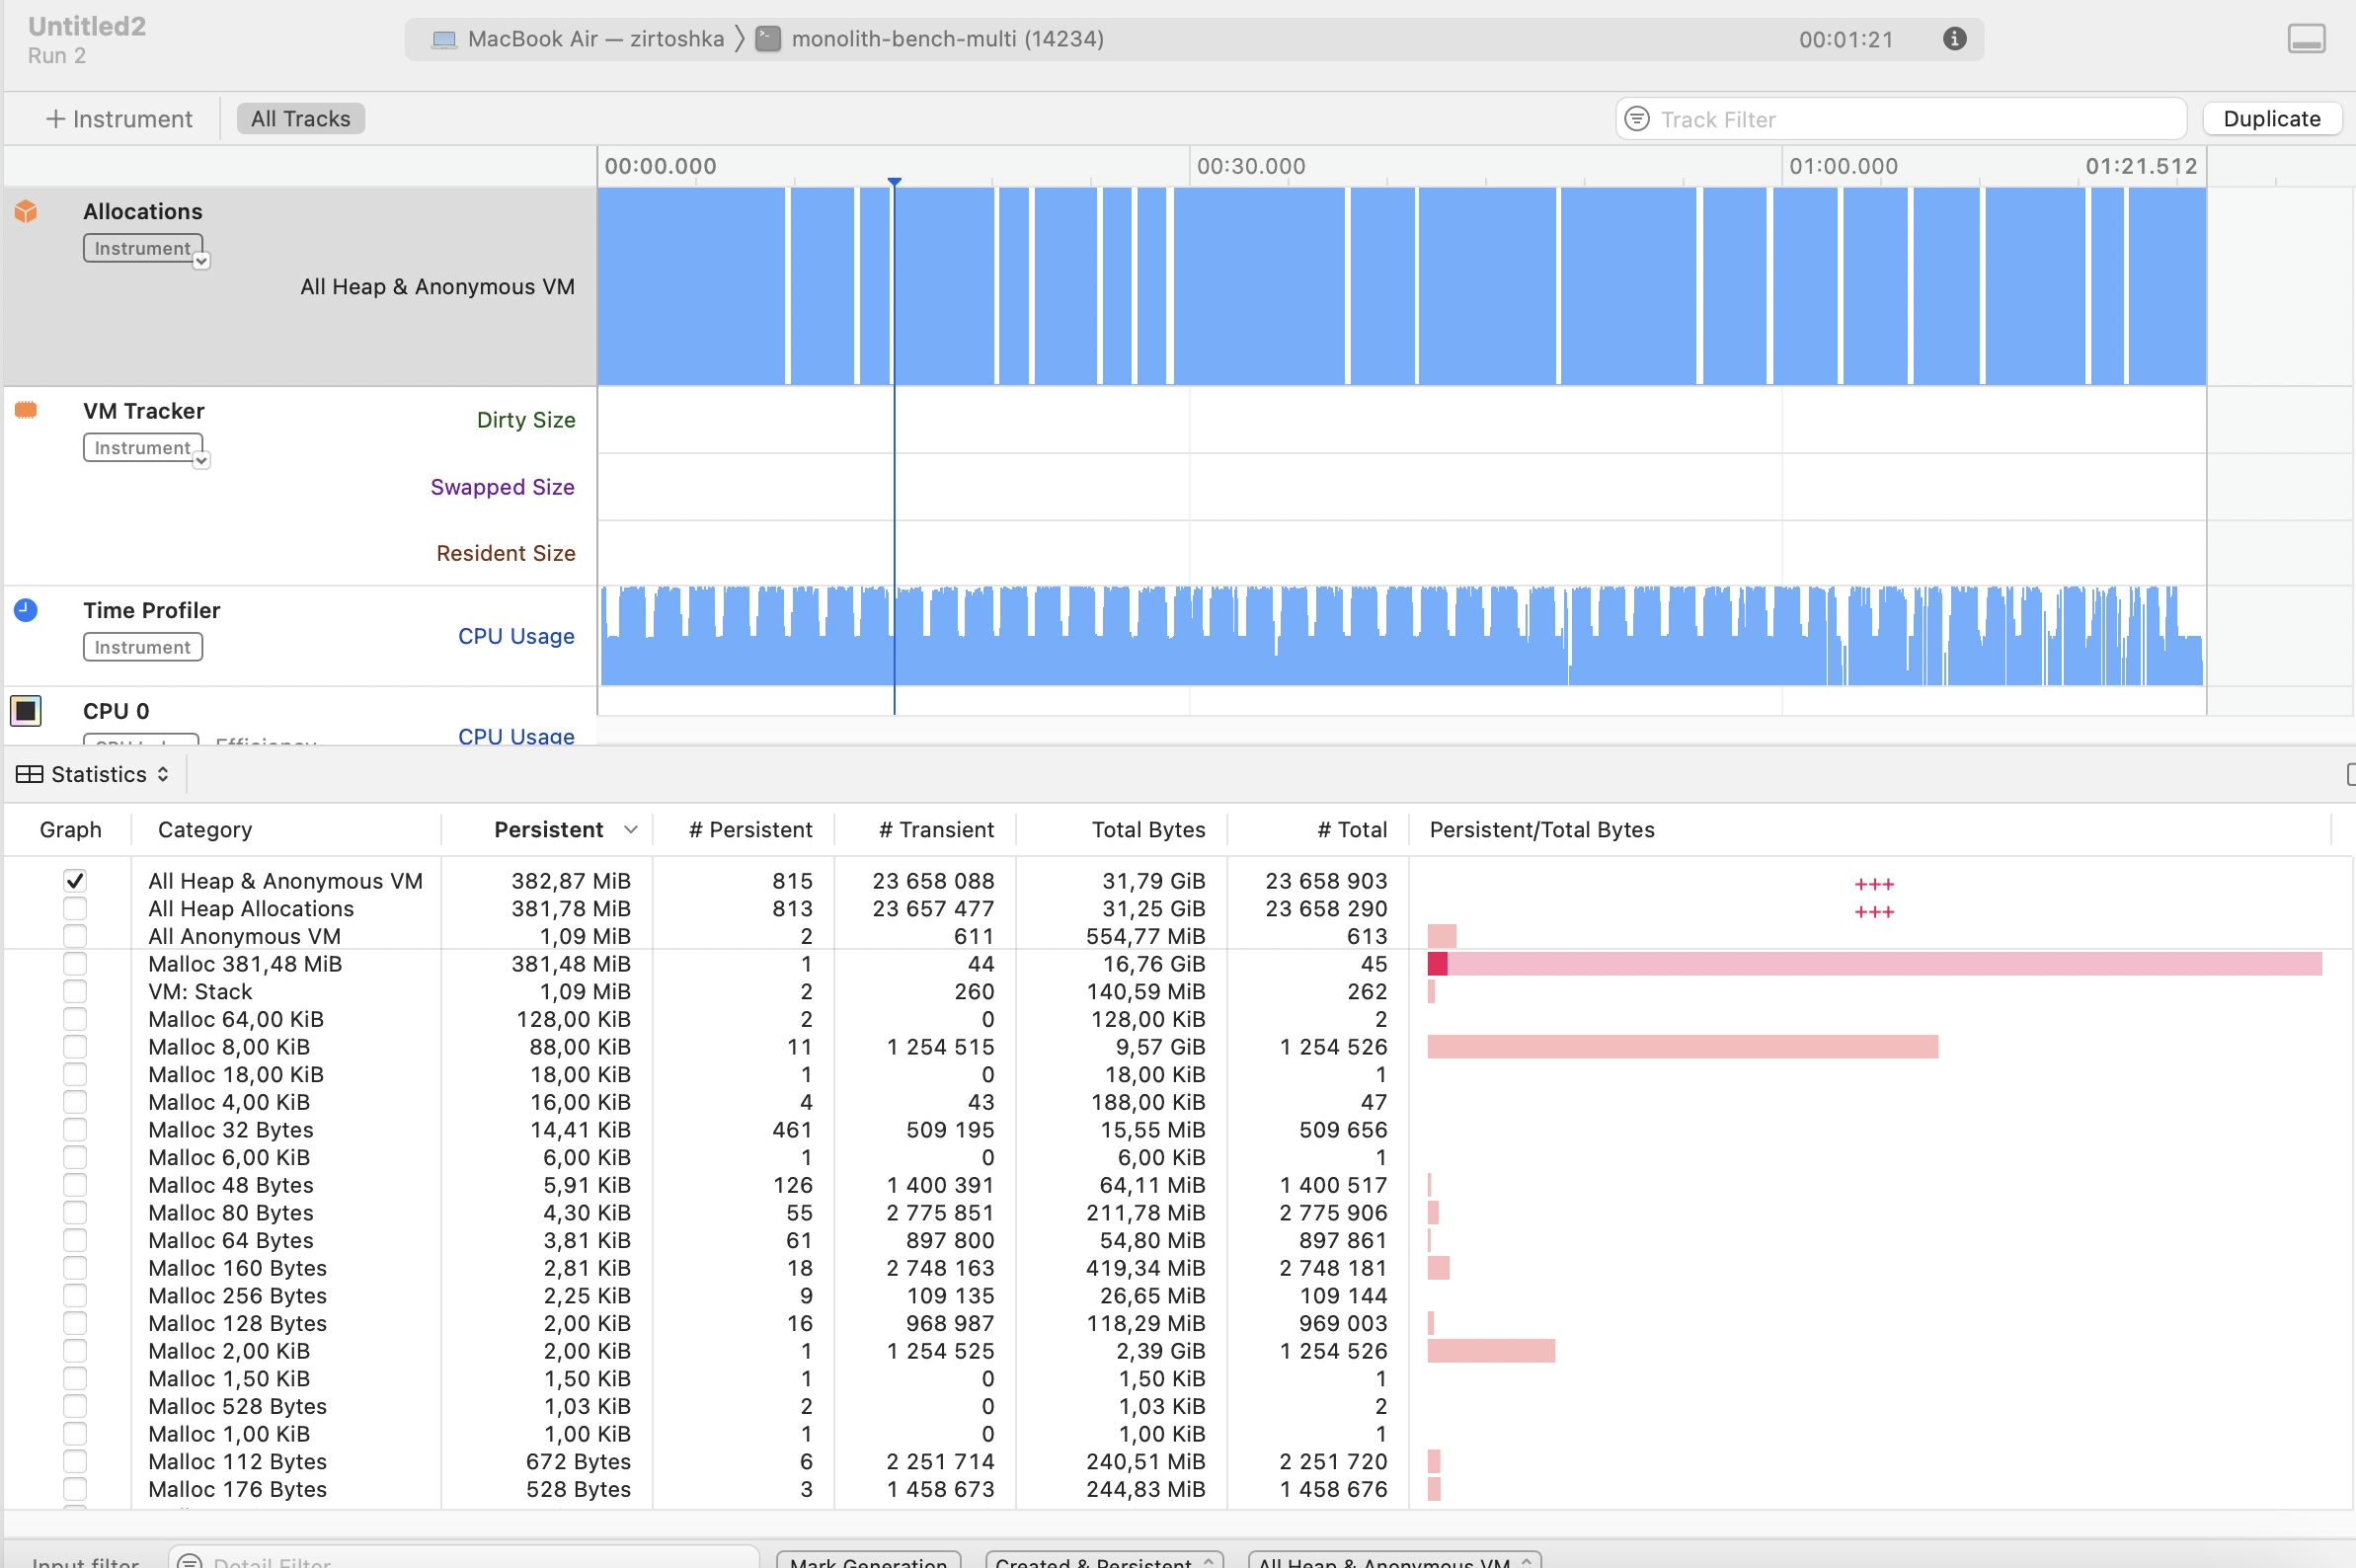 Untitled2
Run 2
MacBook Air — zirtoshka 〉 monolith-bench-multi (14234)
00:01:21
+ Instrument
All Tracks
Track Filter
Duplicate
00:00.000 00:30.000 01:00.000 01:21.512
Allocations
Instrument
All Heap & Anonymous VM
VM Tracker
Instrument
Dirty Size
Swapped Size
Resident Size
Time Profiler
Instrument
CPU Usage
CPU 0
Efficiency
CPU Usage
Statistics
Graph Category Persistent # Persistent # Transient Total Bytes # Total Persistent/Total Bytes
All Heap & Anonymous VM 382,87 MiB 815 23 658 088 31,79 GiB 23 658 903 +++
All Heap Allocations 381,78 MiB 813 23 657 477 31,25 GiB 23 658 290 +++
All Anonymous VM 1,09 MiB 2 611 554,77 MiB 613
Malloc 381,48 MiB 381,48 MiB 1 44 16,76 GiB 45
VM: Stack 1,09 MiB 2 260 140,59 MiB 262
Malloc 64,00 KiB 128,00 KiB 2 0 128,00 KiB 2
Malloc 8,00 KiB 88,00 KiB 11 1 254 515 9,57 GiB 1 254 526
Malloc 18,00 KiB 18,00 KiB 1 0 18,00 KiB 1
Malloc 4,00 KiB 16,00 KiB 4 43 188,00 KiB 47
Malloc 32 Bytes 14,41 KiB 461 509 195 15,55 MiB 509 656
Malloc 6,00 KiB 6,00 KiB 1 0 6,00 KiB 1
Malloc 48 Bytes 5,91 KiB 126 1 400 391 64,11 MiB 1 400 517
Malloc 80 Bytes 4,30 KiB 55 2 775 851 211,78 MiB 2 775 906
Malloc 64 Bytes 3,81 KiB 61 897 800 54,80 MiB 897 861
Malloc 160 Bytes 2,81 KiB 18 2 748 163 419,34 MiB 2 748 181
Malloc 256 Bytes 2,25 KiB 9 109 135 26,65 MiB 109 144
Malloc 128 Bytes 2,00 KiB 16 968 987 118,29 MiB 969 003
Malloc 2,00 KiB 2,00 KiB 1 1 254 525 2,39 GiB 1 254 526
Malloc 1,50 KiB 1,50 KiB 1 0 1,50 KiB 1
Malloc 528 Bytes 1,03 KiB 2 0 1,03 KiB 2
Malloc 1,00 KiB 1,00 KiB 1 0 1,00 KiB 1
Malloc 112 Bytes 672 Bytes 6 2 251 714 240,51 MiB 2 251 720
Malloc 176 Bytes 528 Bytes 3 1 458 673 244,83 MiB 1 458 676
Input filter Detail Filter Mark Generation Created & Persistent All Heap & Anonymous VM